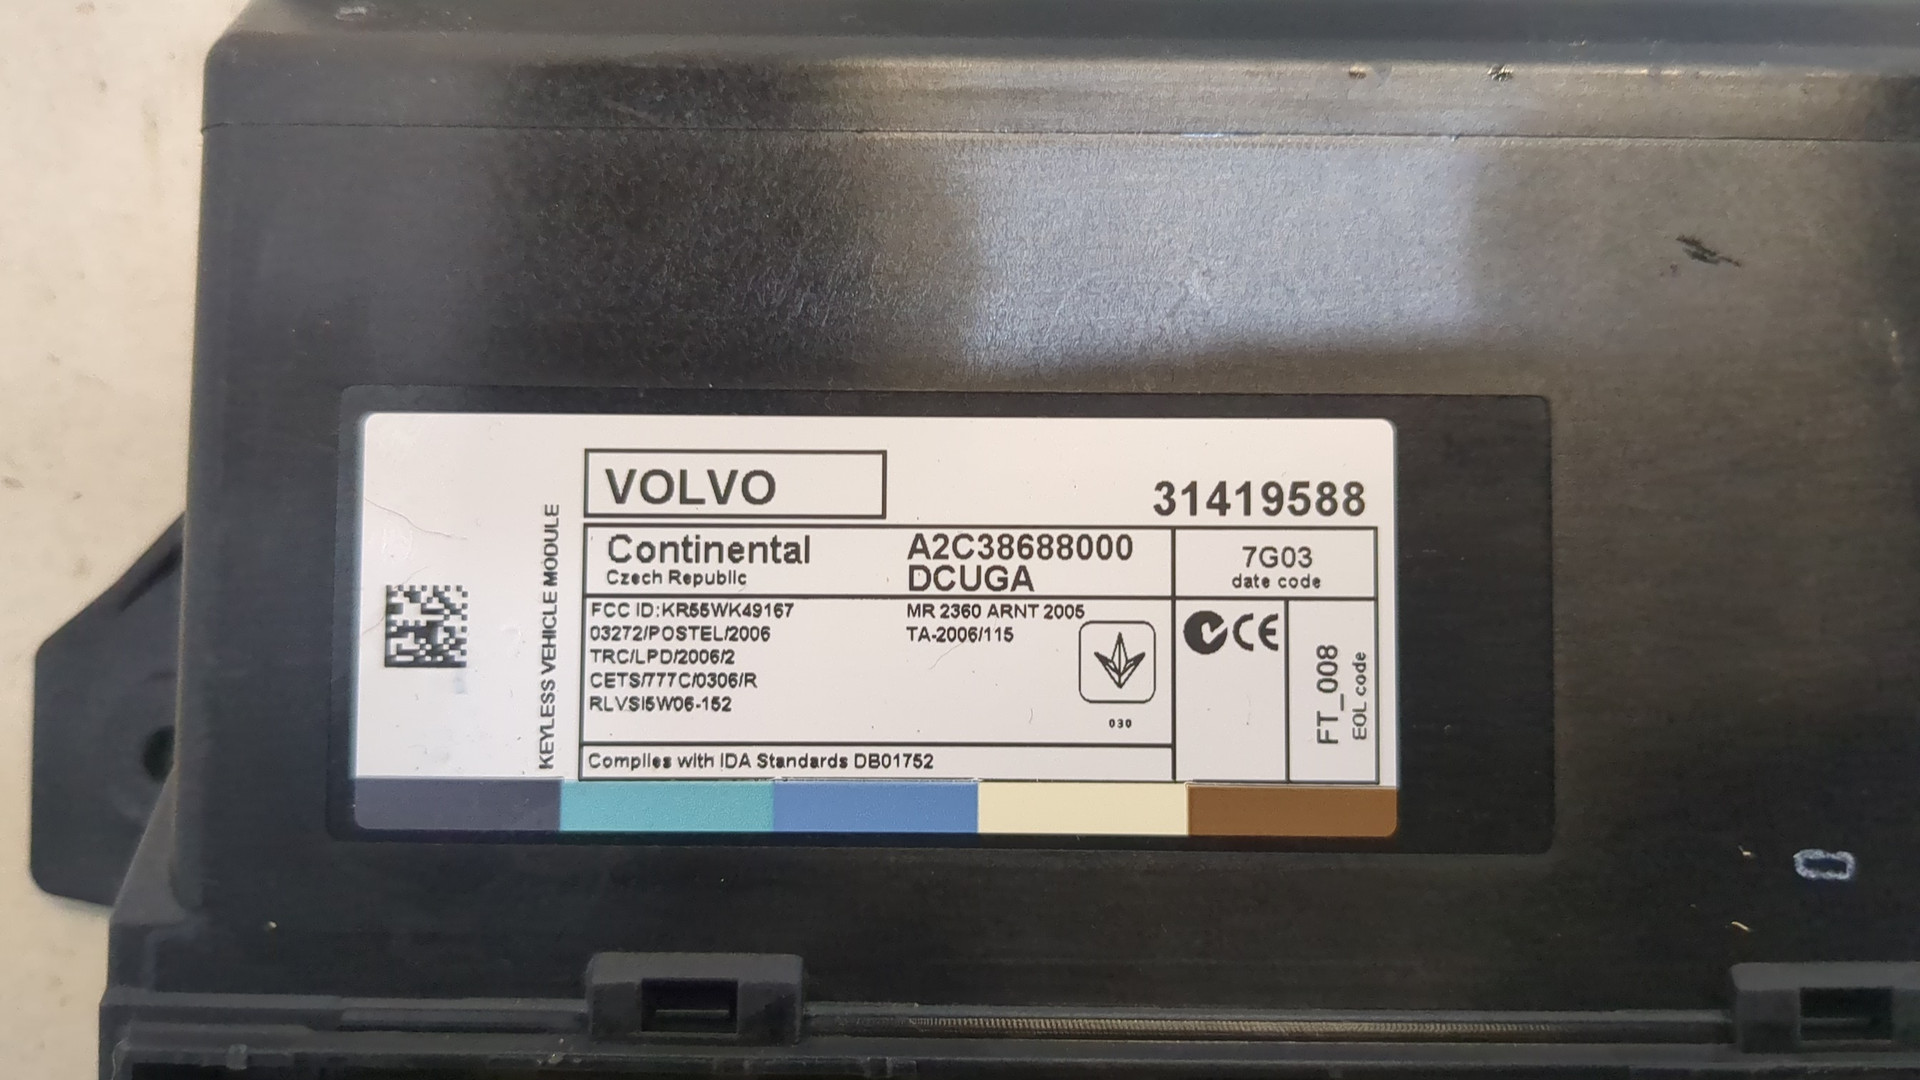 VOLVO
31419588
KEYLESS VEHICLE MODULE
Continental
Czech Republic
A2C38688000
DCUGA
7G03
date code
FCC ID:KR55WK49167
03272/POSTEL/2006
TRC/LPD/2006/2
CETS/777C/0306/R
RLVSI5W06-152
MR 2360 ARNT 2005
TA-2006/115
030
CE
FT_008
EOL code
Complies with IDA Standards DB01752